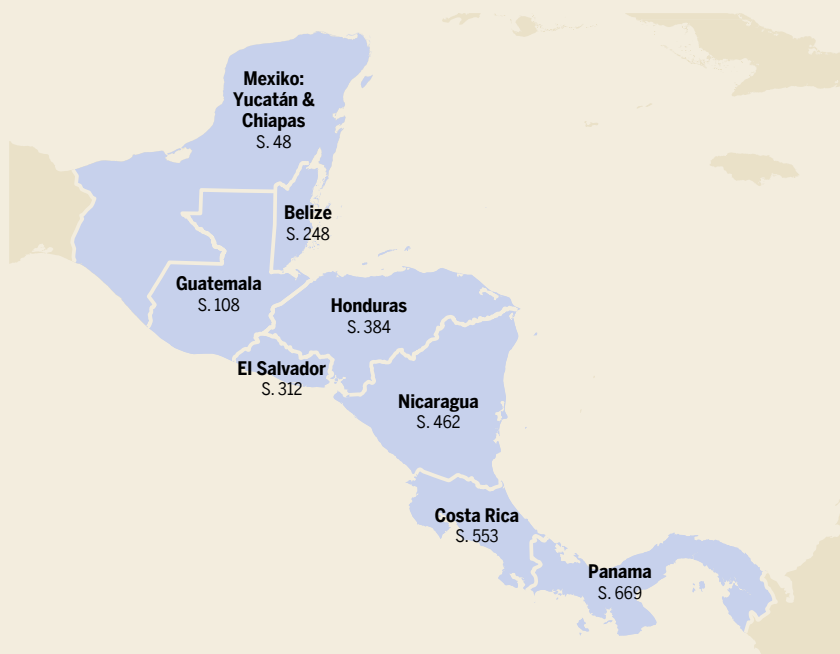 Mexiko:
Yucatán &
Chiapas
S. 48
Belize
S. 248
Guatemala
S. 108
Honduras
S. 384
El Salvador
S. 312
Nicaragua
S. 462
Costa Rica
S. 553
Panama
S. 669